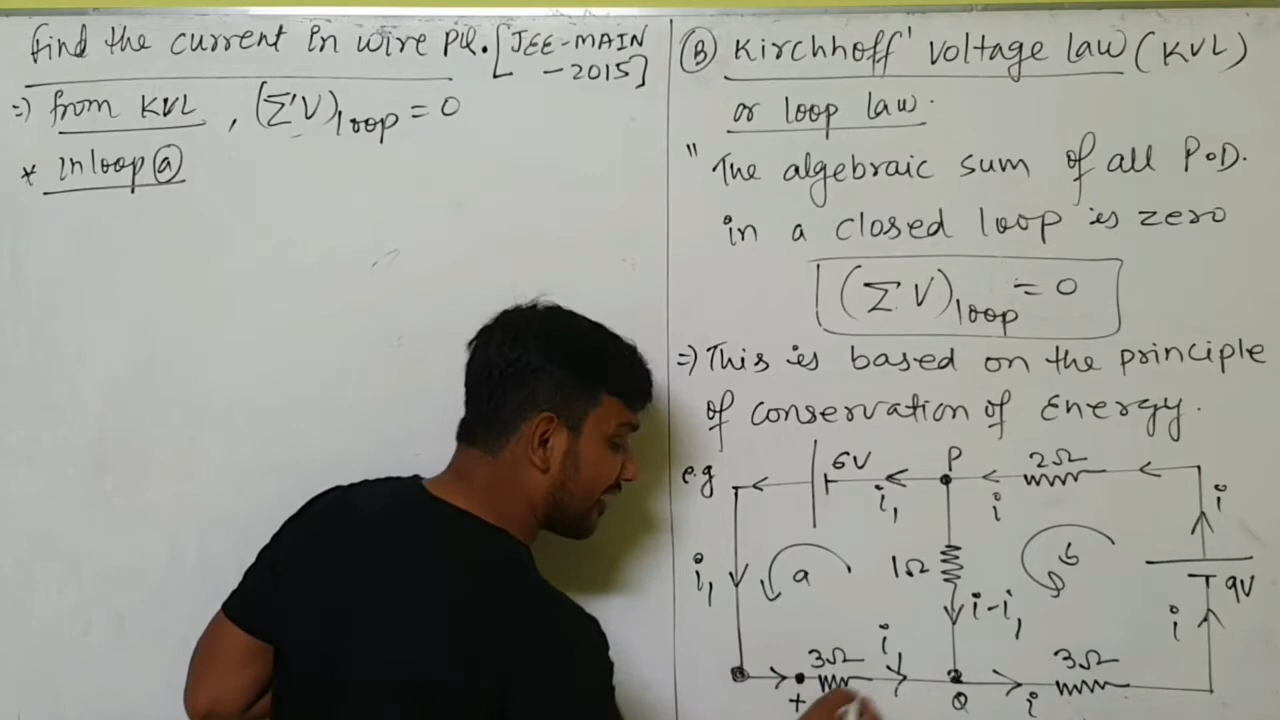 find the current in wire PQ. [JEE-MAIN
-2015]
=) from KVL , (ΣV)loop = 0
* In loop ⓐ
Ⓑ Kirchhoff' voltage law (KVL)
or loop law.
" The algebraic sum of all P.D.
in a closed loop is zero
(ΣV)loop = 0
=) This is based on the principle
of conservation of Energy.
e.g 6V P 2Ω
i₁ i i
i₁ a 1Ω b 9V
i-i₁ i
3Ω i₁ 3Ω
+ Q i